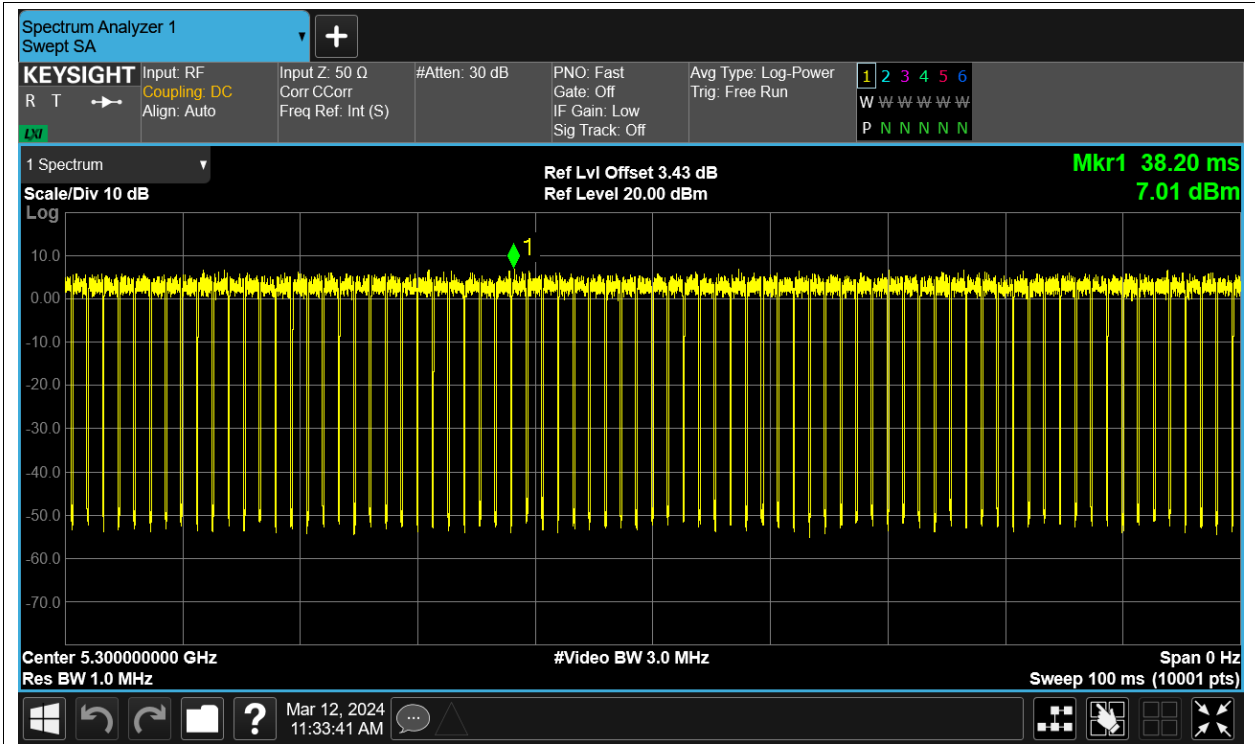 Spectrum Analyzer 1
Swept SA
KEYSIGHT
R T
LXI
Input: RF
Coupling: DC
Align: Auto
Input Z: 50 Ω
Corr CCorr
Freq Ref: Int (S)
#Atten: 30 dB
PNO: Fast
Gate: Off
IF Gain: Low
Sig Track: Off
Avg Type: Log-Power
Trig: Free Run
1 2 3 4 5 6
W W W W W W
P N N N N N
1 Spectrum
Scale/Div 10 dB
Ref Lvl Offset 3.43 dB
Ref Level 20.00 dBm
Mkr1 38.20 ms
7.01 dBm
Log
1
10.0
0.00
-10.0
-20.0
-30.0
-40.0
-50.0
-60.0
-70.0
Center 5.300000000 GHz
Res BW 1.0 MHz
#Video BW 3.0 MHz
Span 0 Hz
Sweep 100 ms (10001 pts)
?
Mar 12, 2024
11:33:41 AM